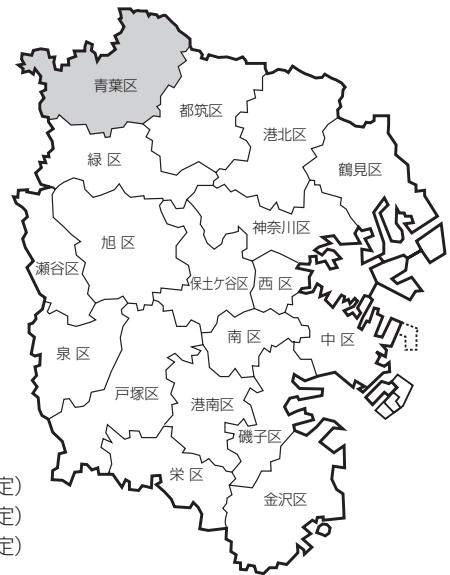 青葉区
都筑区
港北区
緑 区
鶴見区
旭 区
神奈川区
瀬谷区
保土ケ谷区
西 区
泉 区
南 区
中 区
戸塚区
港南区
磯子区
栄 区
金沢区
定)
定)
定)